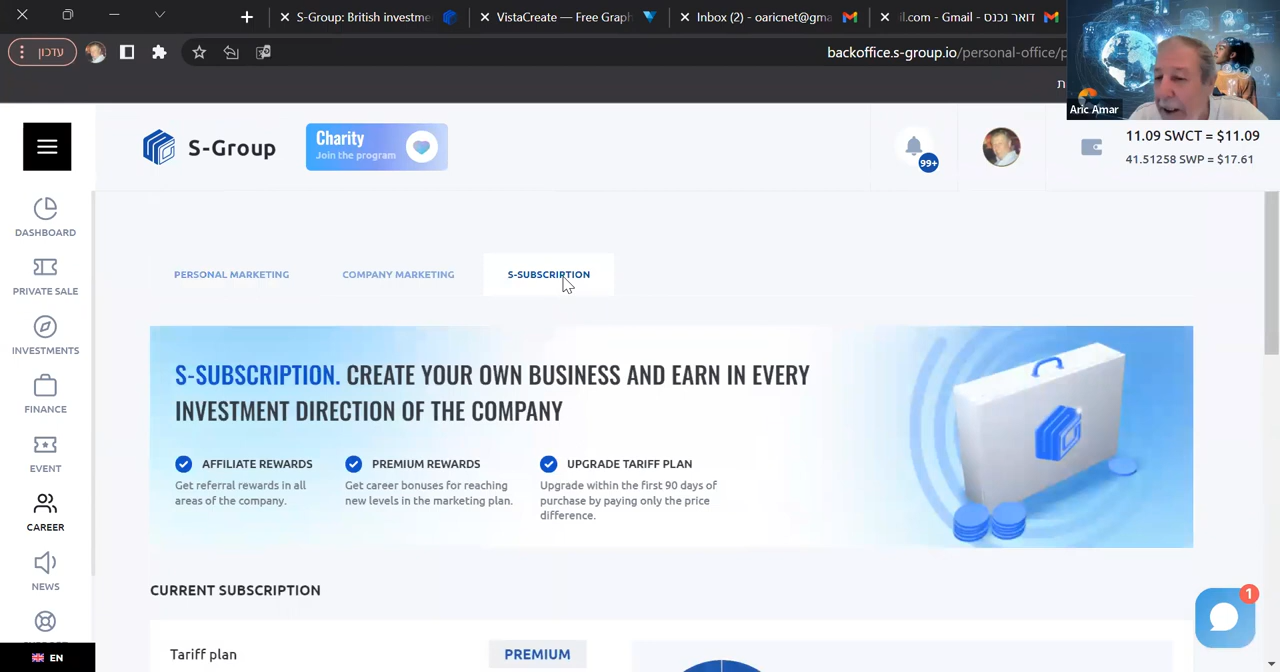 S-Group: British investme
VistaCreate — Free Graph
Inbox (2) - oaricnet@gma
il.com - Gmail - דואר נכנס
עדכון
backoffice.s-group.io/personal-office/p
ת
Aric Amar
S-Group
Charity
Join the program
99+
11.09 SWCT = $11.09
41.51258 SWP = $17.61
DASHBOARD
PRIVATE SALE
INVESTMENTS
FINANCE
EVENT
CAREER
NEWS
EN
PERSONAL MARKETING
COMPANY MARKETING
S-SUBSCRIPTION
S-SUBSCRIPTION. CREATE YOUR OWN BUSINESS AND EARN IN EVERY
INVESTMENT DIRECTION OF THE COMPANY
AFFILIATE REWARDS
Get referral rewards in all
areas of the company.
PREMIUM REWARDS
Get career bonuses for reaching
new levels in the marketing plan.
UPGRADE TARIFF PLAN
Upgrade within the first 90 days of
purchase by paying only the price
difference.
CURRENT SUBSCRIPTION
Tariff plan
PREMIUM
1